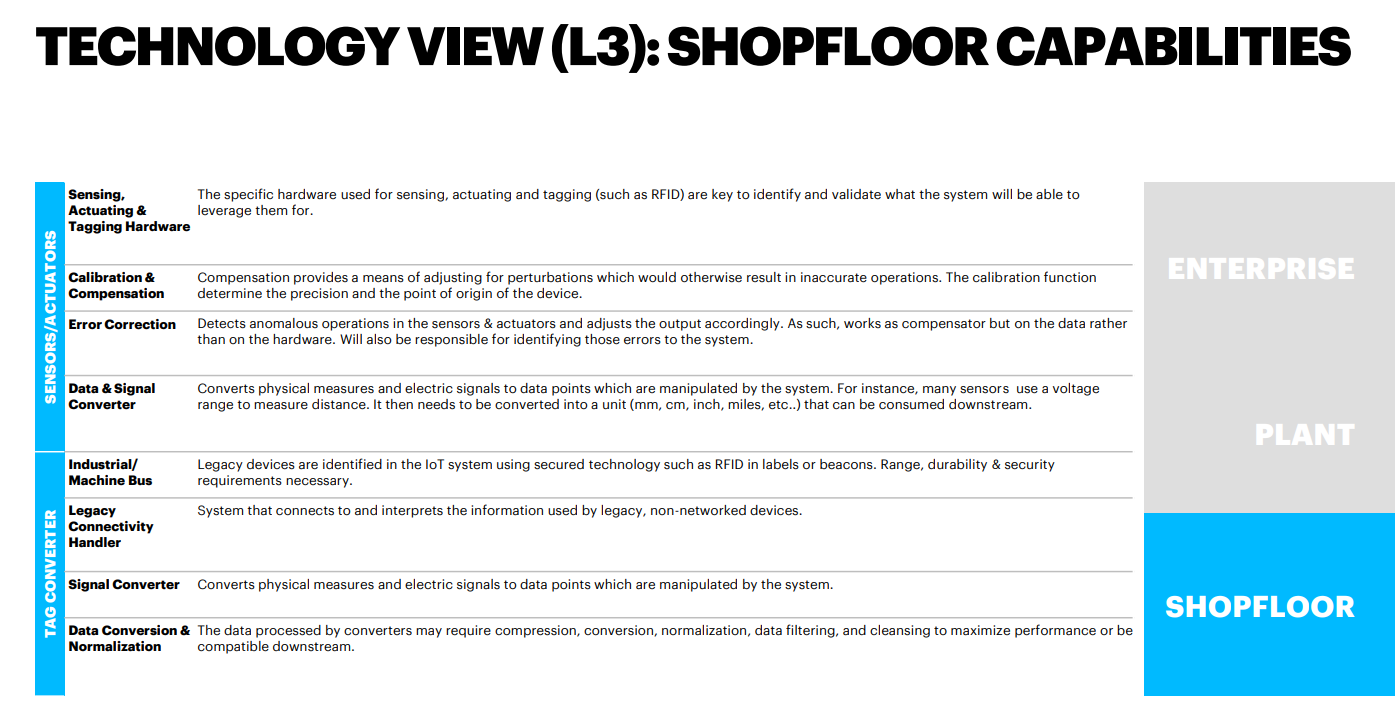 TECHNOLOGY VIEW (L3): SHOPFLOOR CAPABILITIES
SENSORS/ACTUATORS
Sensing,
Actuating &
Tagging Hardware
The specific hardware used for sensing, actuating and tagging (such as RFID) are key to identify and validate what the system will be able to
leverage them for.
Calibration &
Compensation
Compensation provides a means of adjusting for perturbations which would otherwise result in inaccurate operations. The calibration function
determine the precision and the point of origin of the device.
Error Correction
Detects anomalous operations in the sensors & actuators and adjusts the output accordingly. As such, works as compensator but on the data rather
than on the hardware. Will also be responsible for identifying those errors to the system.
Data & Signal
Converter
Converts physical measures and electric signals to data points which are manipulated by the system. For instance, many sensors  use a voltage
range to measure distance. It then needs to be converted into a unit (mm, cm, inch, miles, etc..) that can be consumed downstream.
TAG CONVERTER
Industrial/
Machine Bus
Legacy devices are identified in the IoT system using secured technology such as RFID in labels or beacons. Range, durability & security
requirements necessary.
Legacy
Connectivity
Handler
System that connects to and interprets the information used by legacy, non-networked devices.
Signal Converter
Converts physical measures and electric signals to data points which are manipulated by the system.
Data Conversion &
Normalization
The data processed by converters may require compression, conversion, normalization, data filtering, and cleansing to maximize performance or be
compatible downstream.
ENTERPRISE
PLANT
SHOPFLOOR